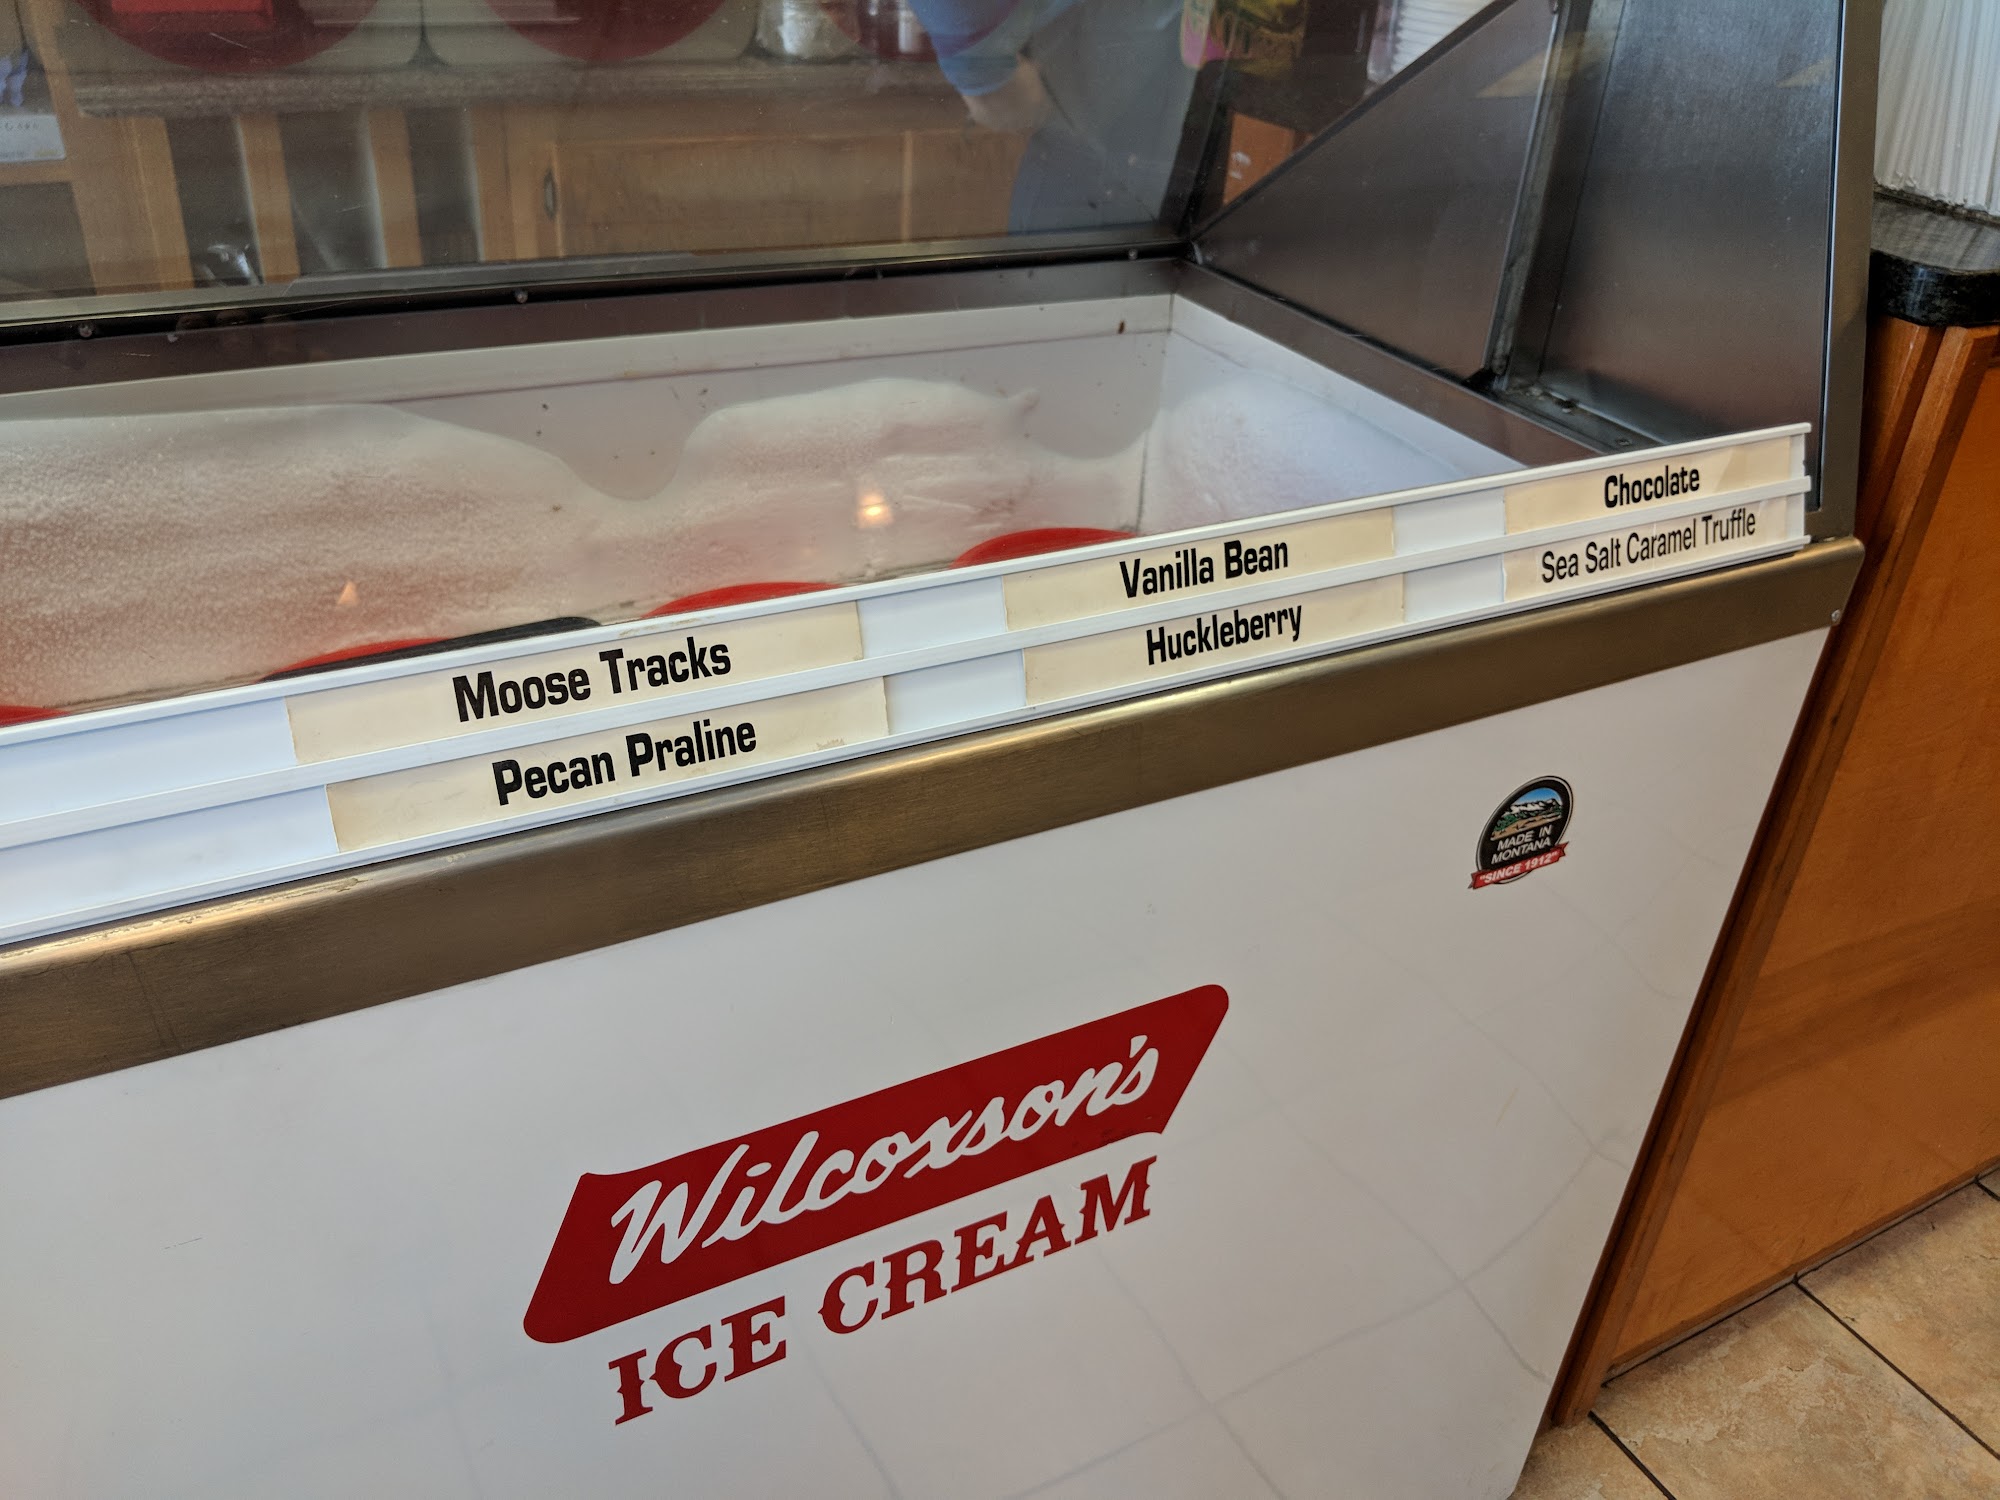 Chocolate
Sea Salt Caramel Truffle
Vanilla Bean
Huckleberry
Moose Tracks
Pecan Praline
MADE IN
MONTANA
"SINCE 1912"
Wilcoxson's
ICE CREAM